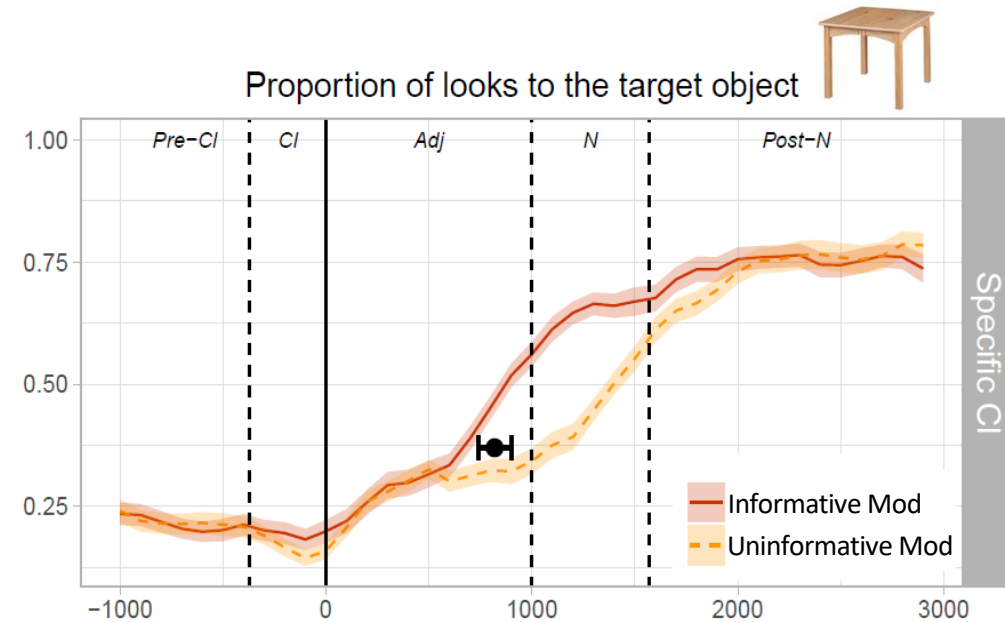 Proportion of looks to the target object
Pre−Cl Cl Adj N Post−N
1.00
0.75
0.50
0.25
−1000 0 1000 2000 3000
Specific Cl
Informative Mod
Uninformative Mod